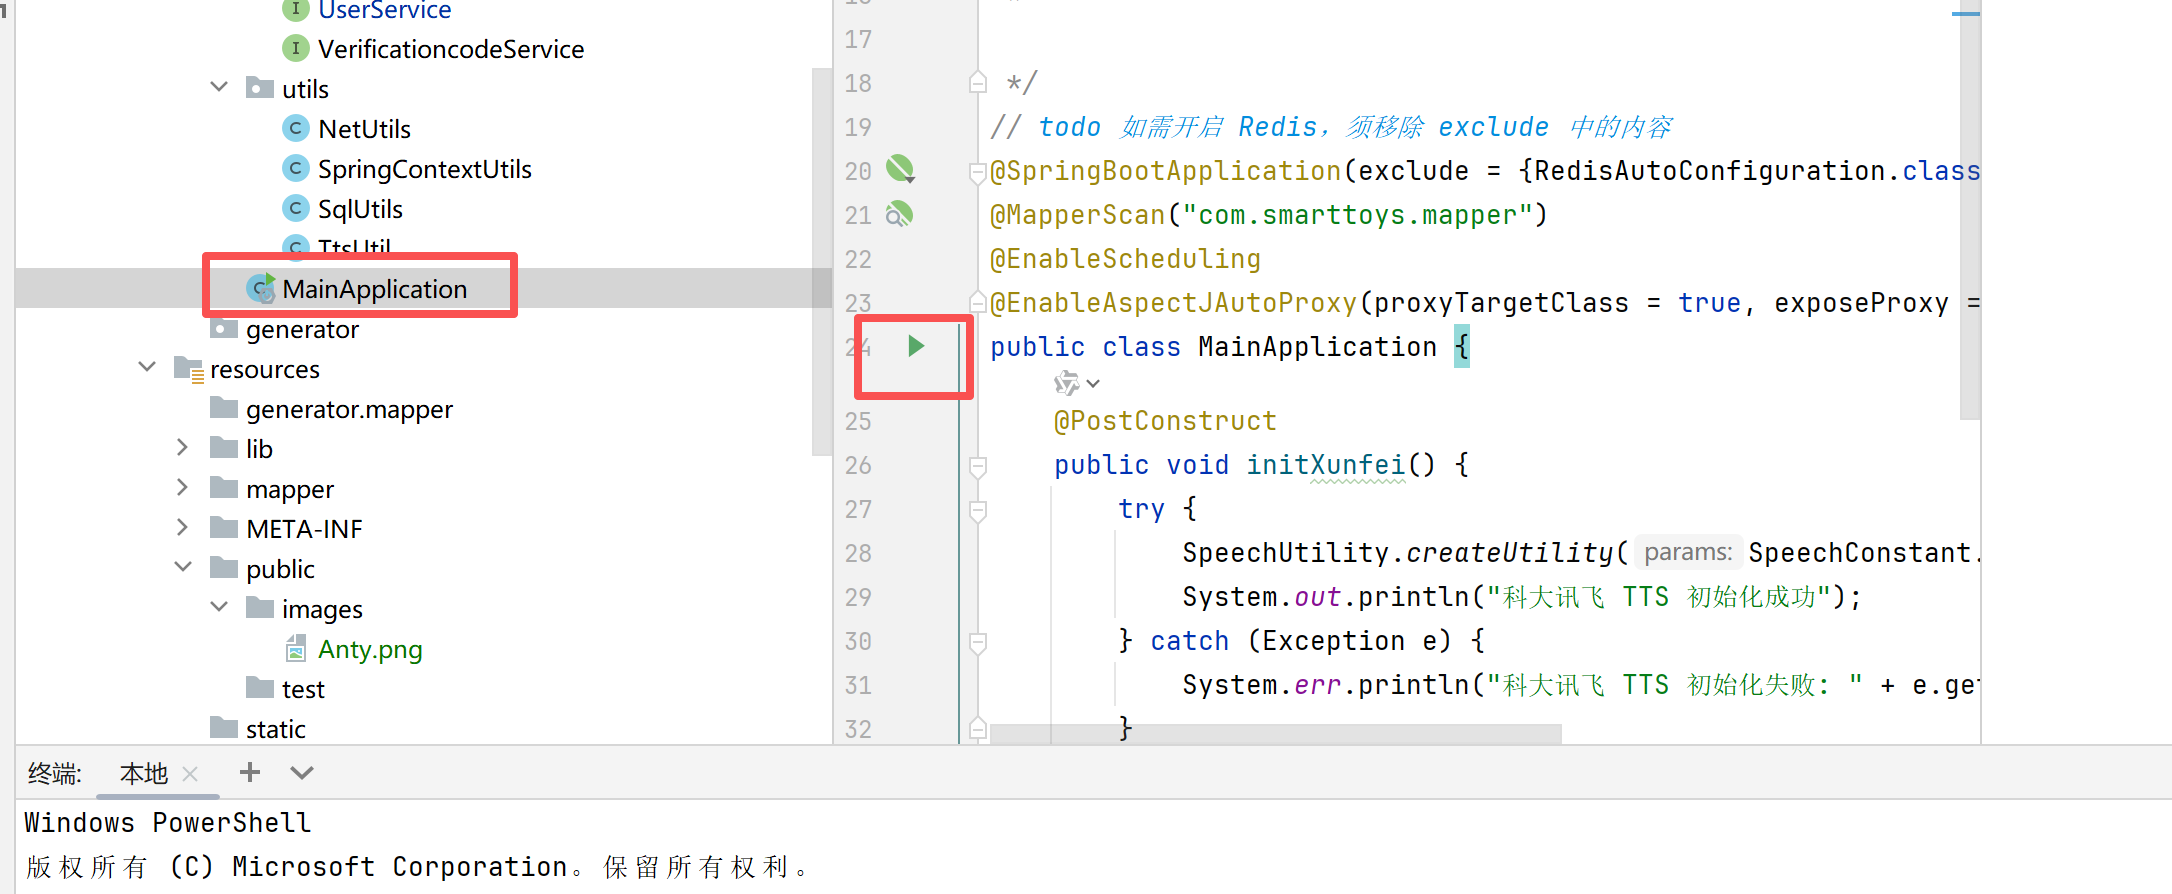 UserService
VerificationcodeService
utils
NetUtils
SpringContextUtils
SqlUtils
TtsUtil
MainApplication
generator
resources
generator.mapper
lib
mapper
META-INF
public
images
Anty.png
test
static
17
18 */
19 // todo 如需开启 Redis，须移除 exclude 中的内容
20 @SpringBootApplication(exclude = {RedisAutoConfiguration.class
21 @MapperScan("com.smarttoys.mapper")
22 @EnableScheduling
23 @EnableAspectJAutoProxy(proxyTargetClass = true, exposeProxy =
24 public class MainApplication {
25 @PostConstruct
26 public void initXunfei() {
27 try {
28 SpeechUtility.createUtility( params: SpeechConstant.
29 System.out.println("科大讯飞 TTS 初始化成功");
30 } catch (Exception e) {
31 System.err.println("科大讯飞 TTS 初始化失败: " + e.get
32 }
终端: 本地
Windows PowerShell
版权所有 (C) Microsoft Corporation。保留所有权利。